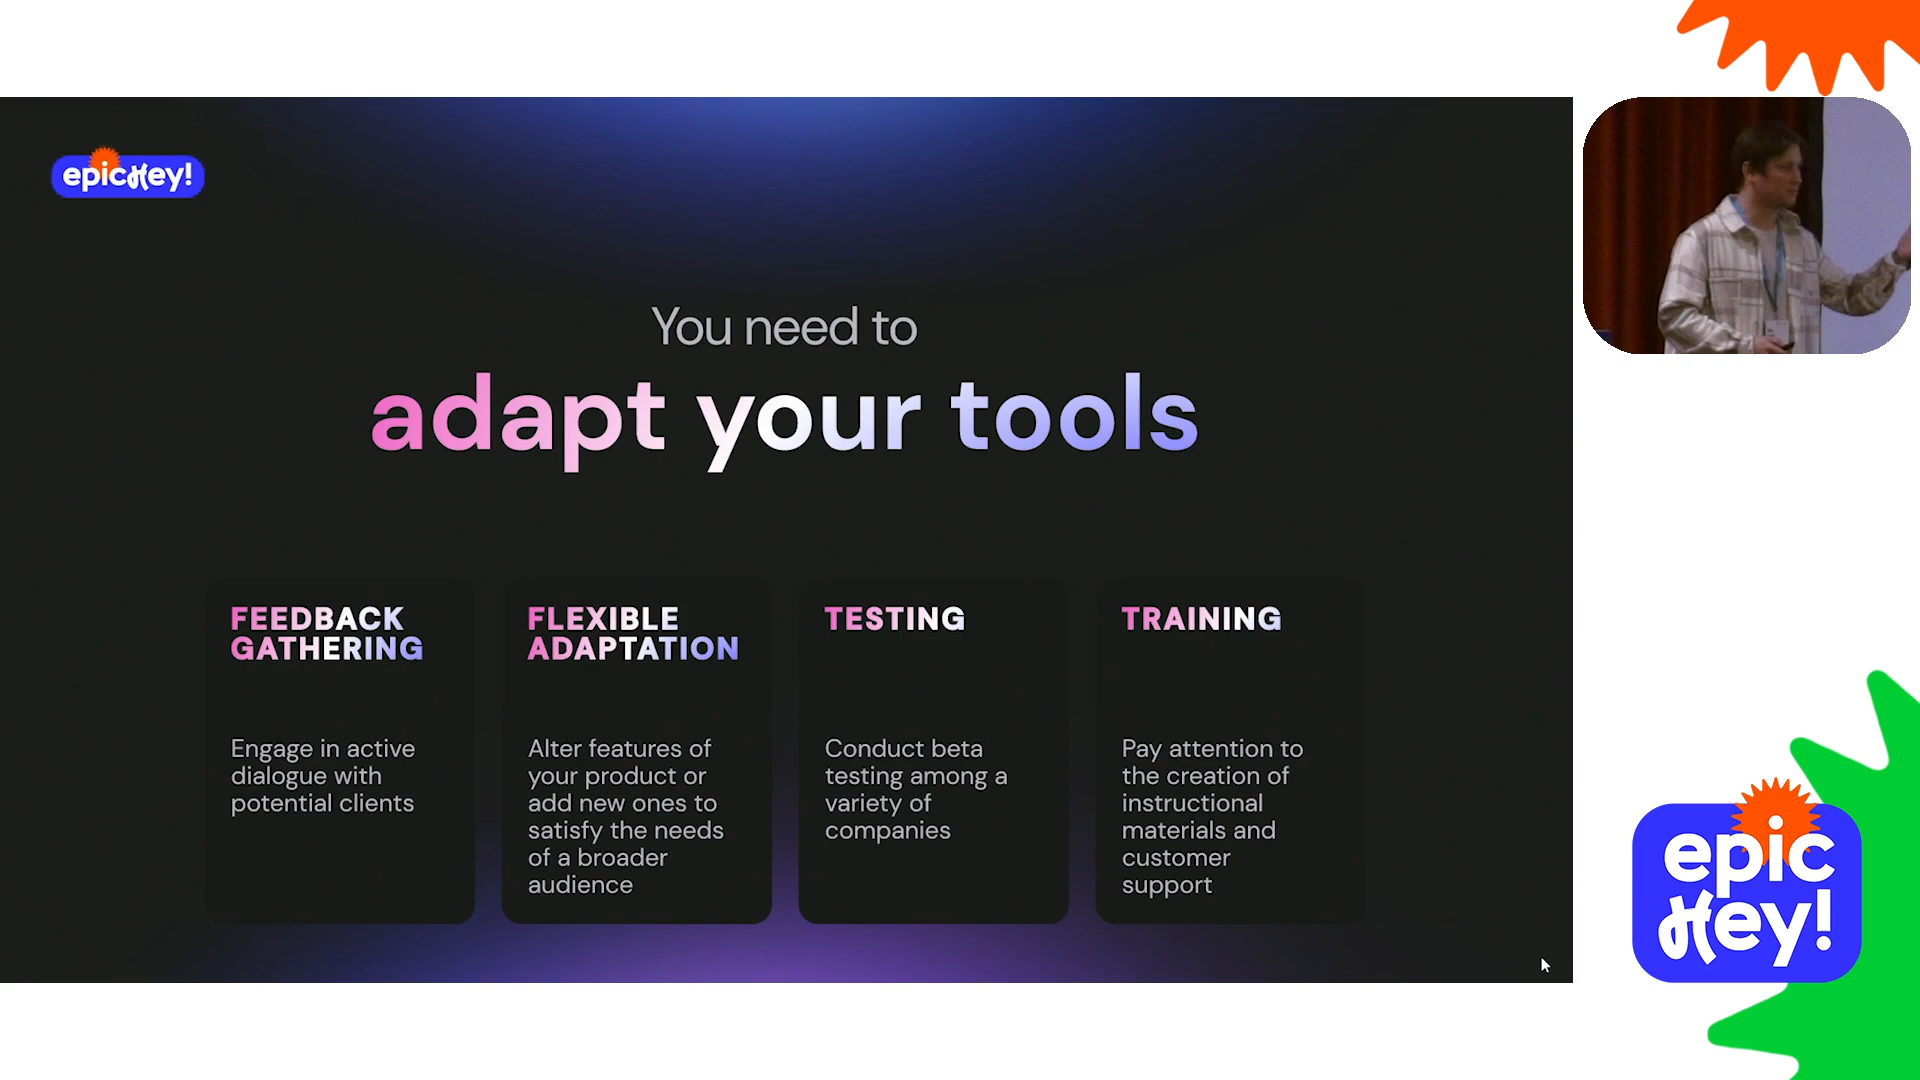 epic Hey!
You need to
adapt your tools
FEEDBACK
GATHERING
Engage in active
dialogue with
potential clients
FLEXIBLE
ADAPTATION
Alter features of
your product or
add new ones to
satisfy the needs
of a broader
audience
TESTING
Conduct beta
testing among a
variety of
companies
TRAINING
Pay attention to
the creation of
instructional
materials and
customer
support
epic
Hey!